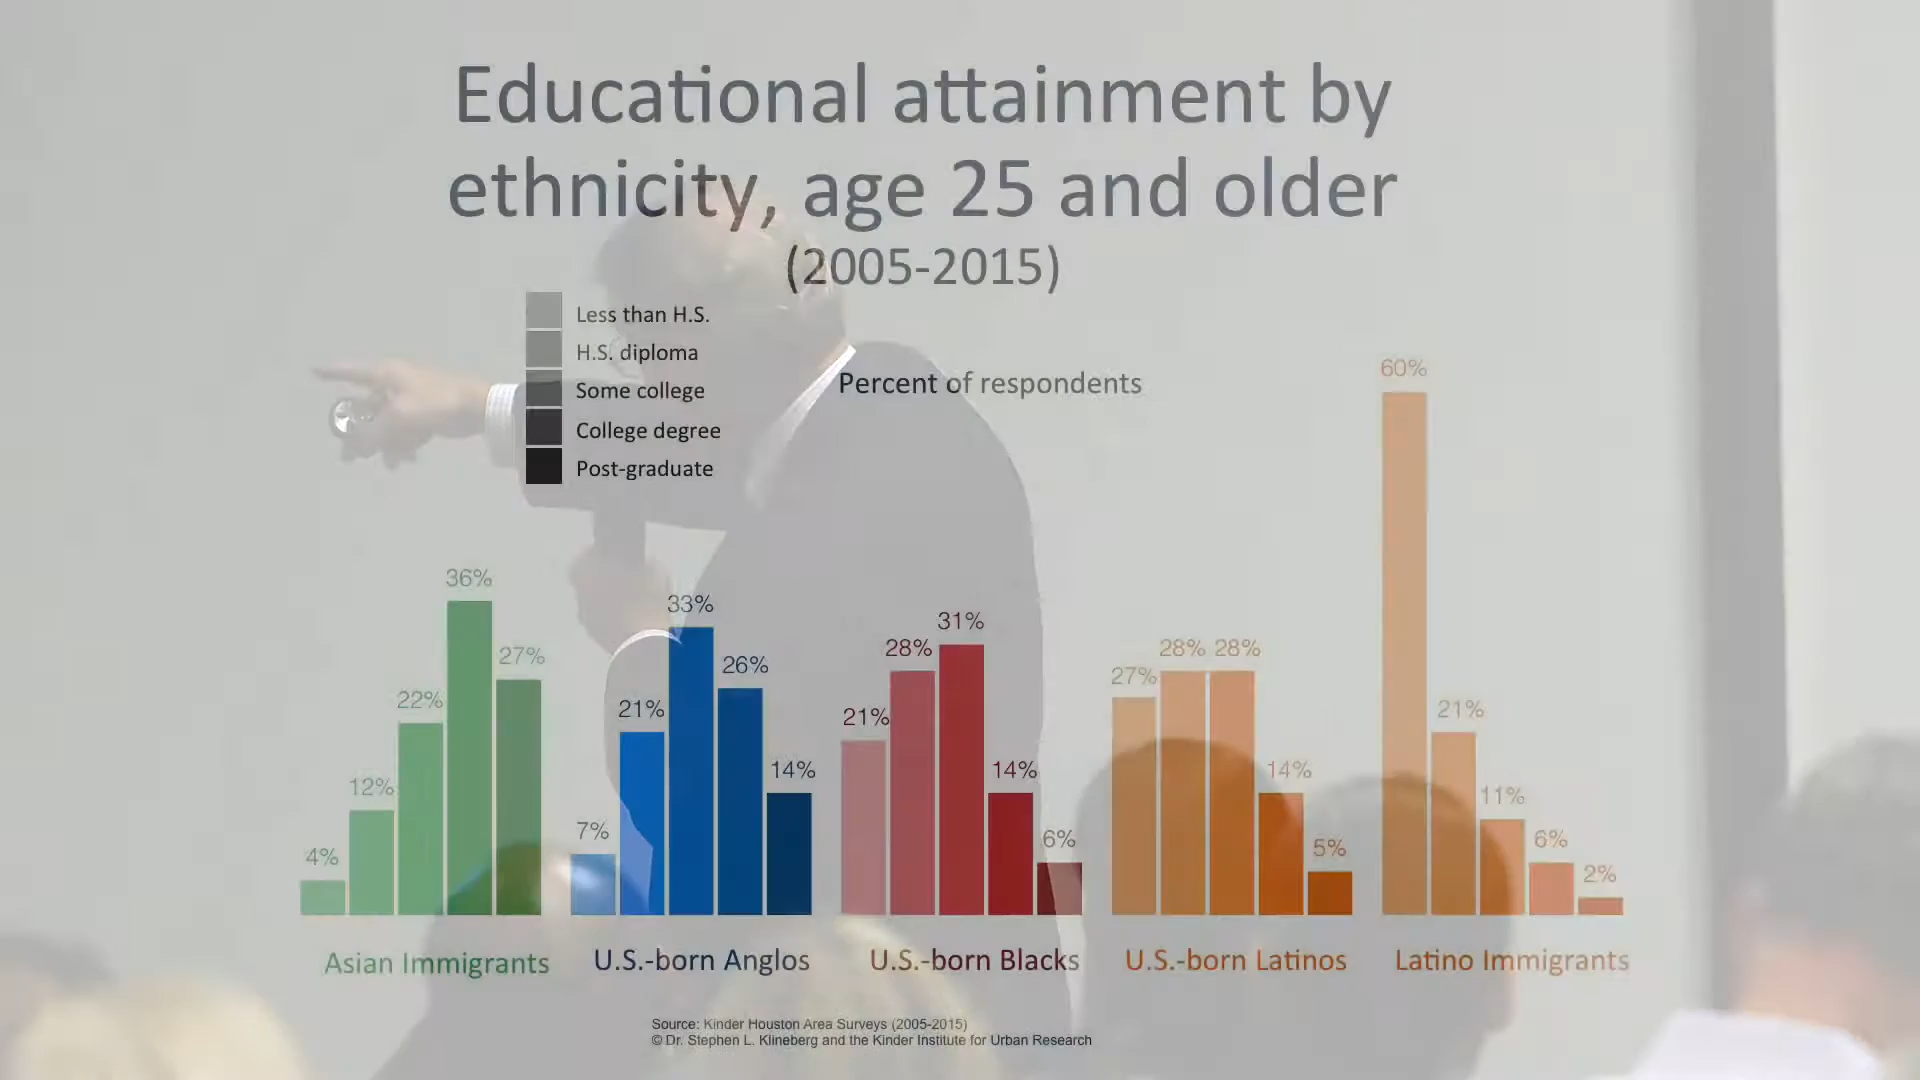 Educational attainment by
ethnicity, age 25 and older
(2005-2015)
Less than H.S.
H.S. diploma
Some college
College degree
Post-graduate
Percent of respondents
4%
12%
22%
36%
27%
7%
21%
33%
26%
14%
21%
28%
31%
14%
6%
27%
28%
28%
14%
5%
60%
21%
11%
6%
2%
Asian Immigrants
U.S.-born Anglos
U.S.-born Blacks
U.S.-born Latinos
Latino Immigrants
Source: Kinder Houston Area Surveys (2005-2015)
© Dr. Stephen L. Klineberg and the Kinder Institute for Urban Research